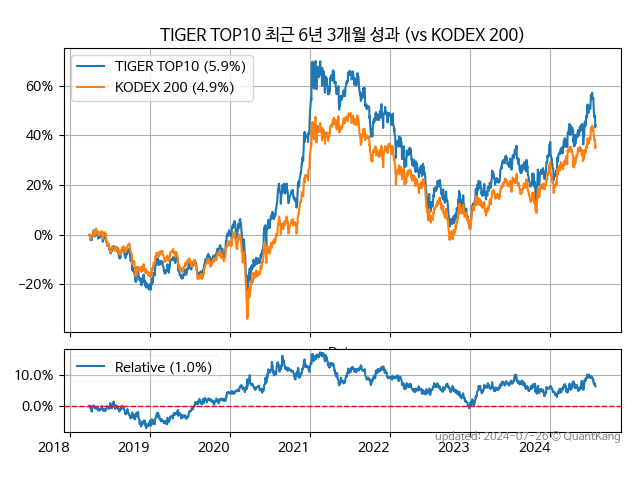 TIGER TOP10 최근 6년 3개월 성과 (vs KODEX 200)
TIGER TOP10 (5.9%)
KODEX 200 (4.9%)
60%
40%
20%
0%
−20%
Relative (1.0%)
10.0%
0.0%
2018 2019 2020 2021 2022 2023 2024
updated: 2024-07-26 © QuantKang